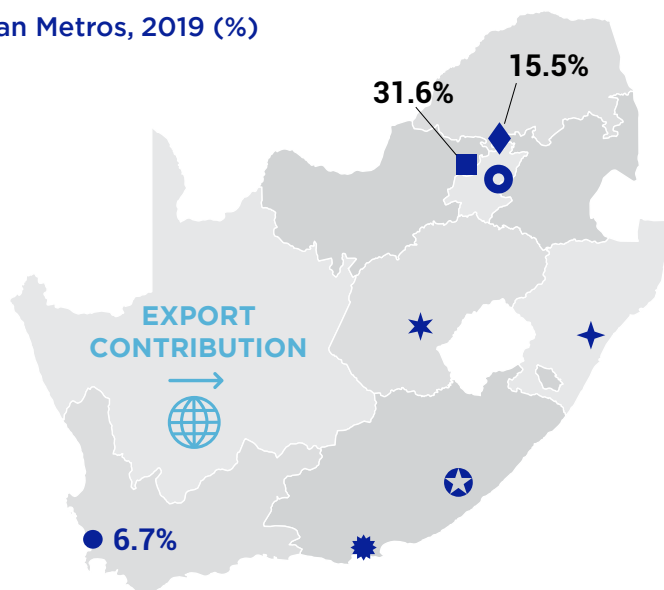 an Metros, 2019 (%)
15.5%
31.6%
EXPORT
CONTRIBUTION
6.7%